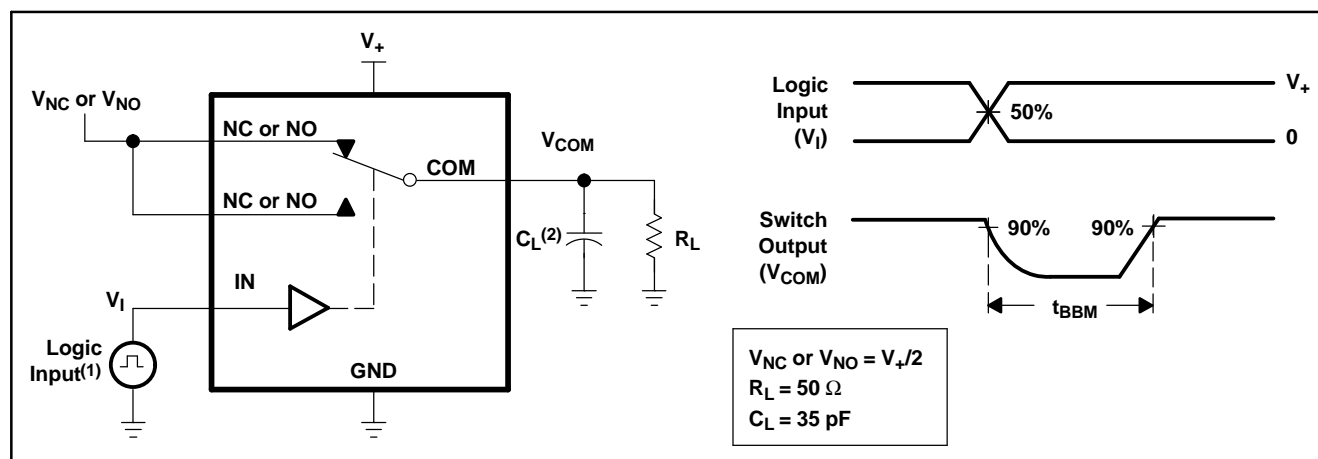 V+
VNC or VNO
NC or NO
COM
VCOM
NC or NO
CL(2)
RL
IN
VI
Logic
Input(1)
GND
Logic
Input
(VI)
50%
V+
0
Switch
Output
(VCOM)
90%
90%
tBBM
VNC or VNO = V+/2
RL = 50 Ω
CL = 35 pF